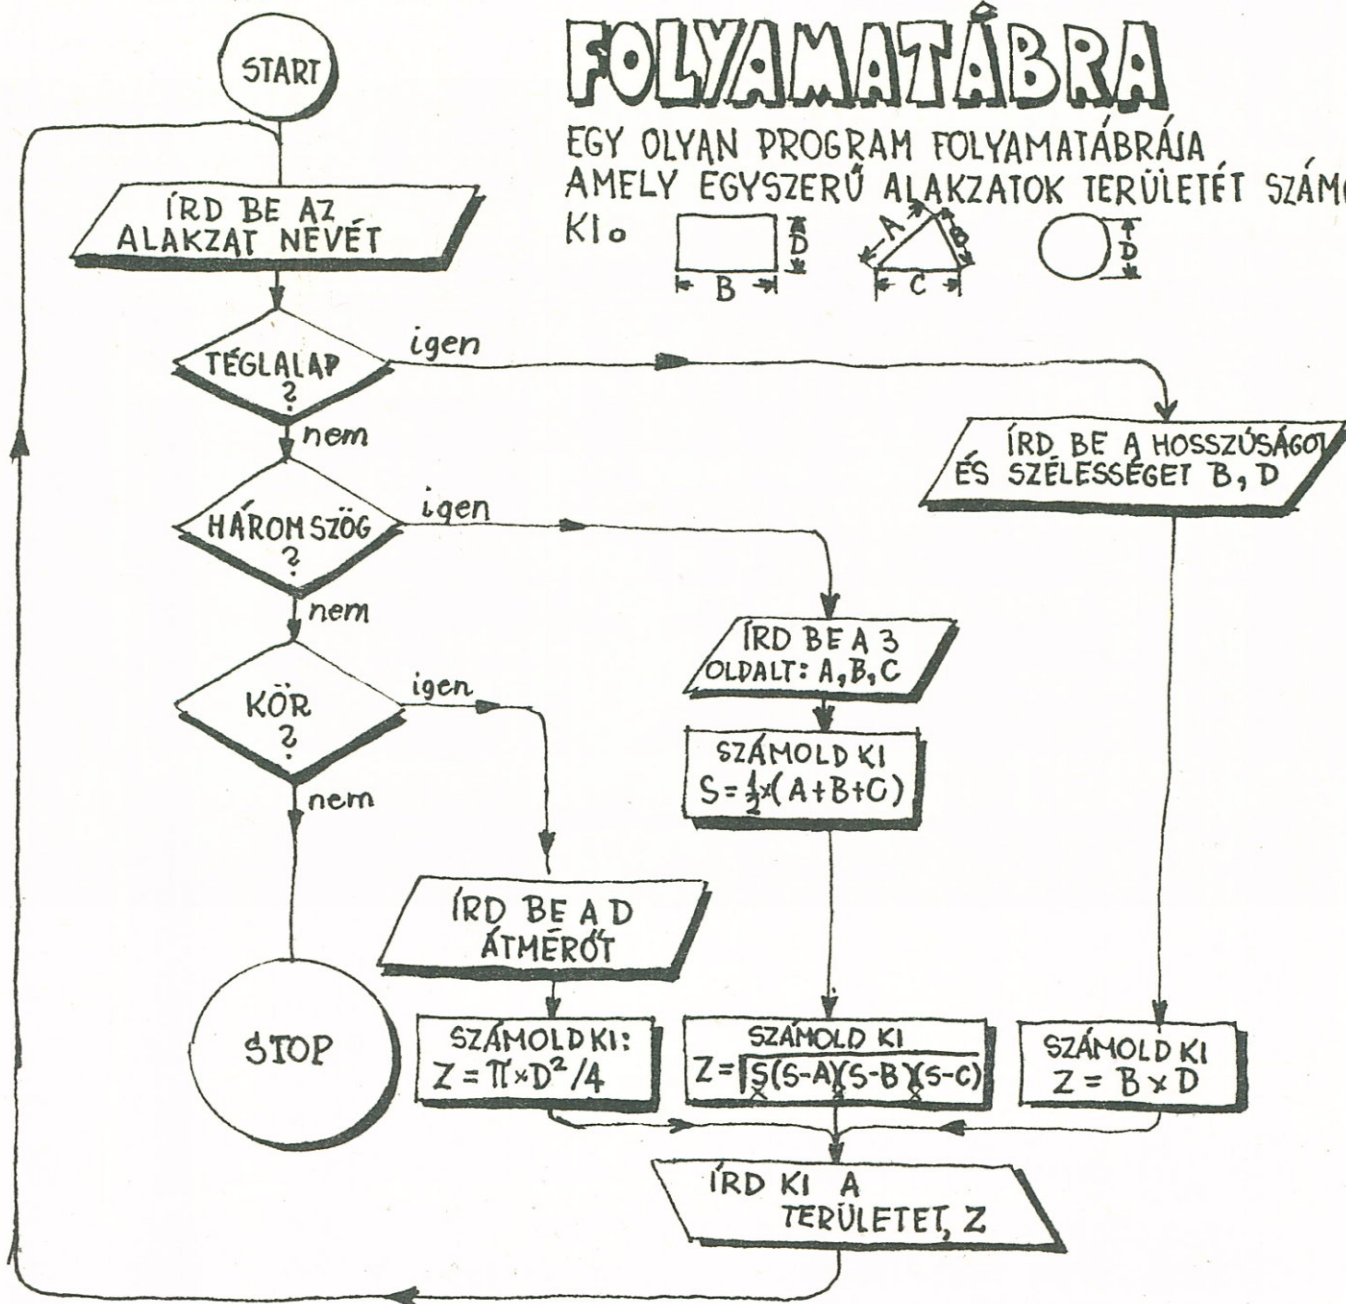 START
FOLYAMATÁBRA
EGY OLYAN PROGRAM FOLYAMATÁBRÁJA
AMELY EGYSZERŰ ALAKZATOK TERÜLETÉT
KI.
B
D
A
B
C
D
ÍRD BE AZ
ALAKZAT NEVÉT
TÉGLALAP
?
igen
nem
ÍRD BE A HOSSZÚSÁGOT
ÉS SZÉLESSÉGET B, D
HÁROMSZÖG
?
igen
nem
ÍRD BE A 3
OLDALT: A, B, C
KÖR
?
igen
nem
SZÁMOLD KI
S = ½×(A+B+C)
ÍRD BE A D
ÁTMÉRŐT
STOP
SZÁMOLD KI:
Z = π×D²/4
SZÁMOLD KI
Z = √S×(S-A)×(S-B)×(S-C)
SZÁMOLD KI
Z = B × D
ÍRD KI A
TERÜLETET, Z